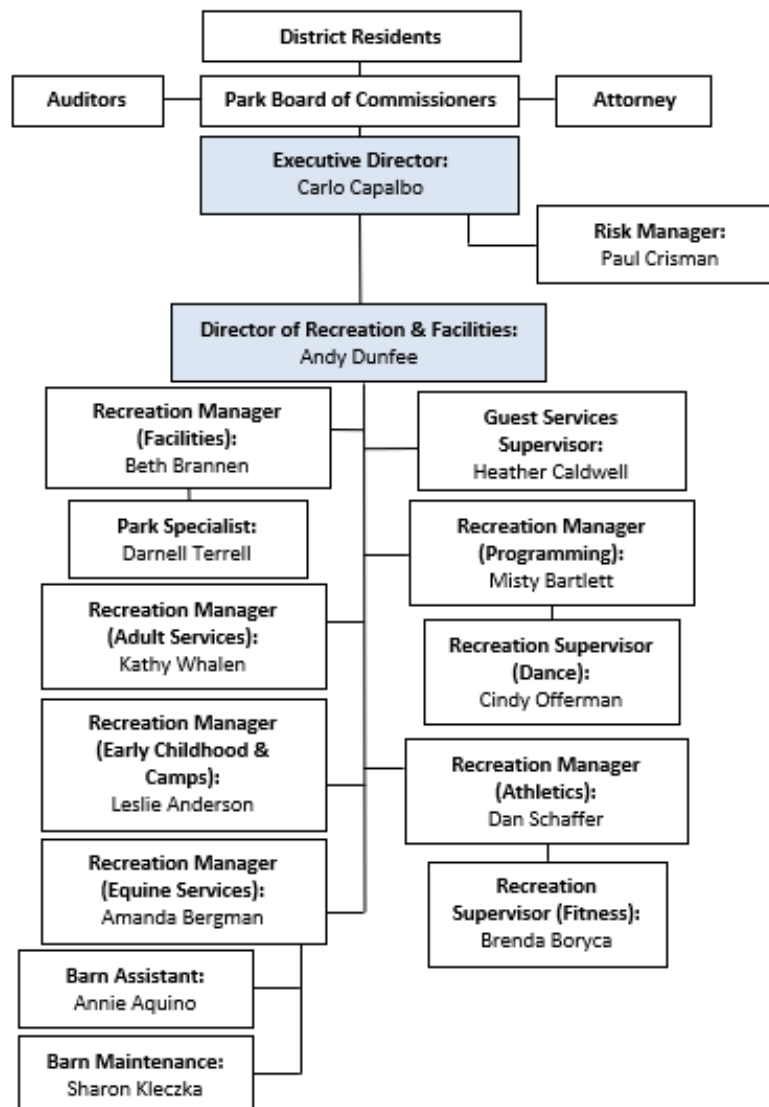 District Residents
Auditors
Park Board of Commissioners
Attorney
Executive Director:
Carlo Capalbo
Risk Manager:
Paul Crisman
Director of Recreation & Facilities:
Andy Dunfee
Recreation Manager
(Facilities):
Beth Brannen
Park Specialist:
Darnell Terrell
Recreation Manager
(Adult Services):
Kathy Whalen
Recreation Manager
(Early Childhood &
Camps):
Leslie Anderson
Recreation Manager
(Equine Services):
Amanda Bergman
Barn Assistant:
Annie Aquino
Barn Maintenance:
Sharon Kleczka
Guest Services
Supervisor:
Heather Caldwell
Recreation Manager
(Programming):
Misty Bartlett
Recreation Supervisor
(Dance):
Cindy Offerman
Recreation Manager
(Athletics):
Dan Schaffer
Recreation
Supervisor (Fitness):
Brenda Boryca